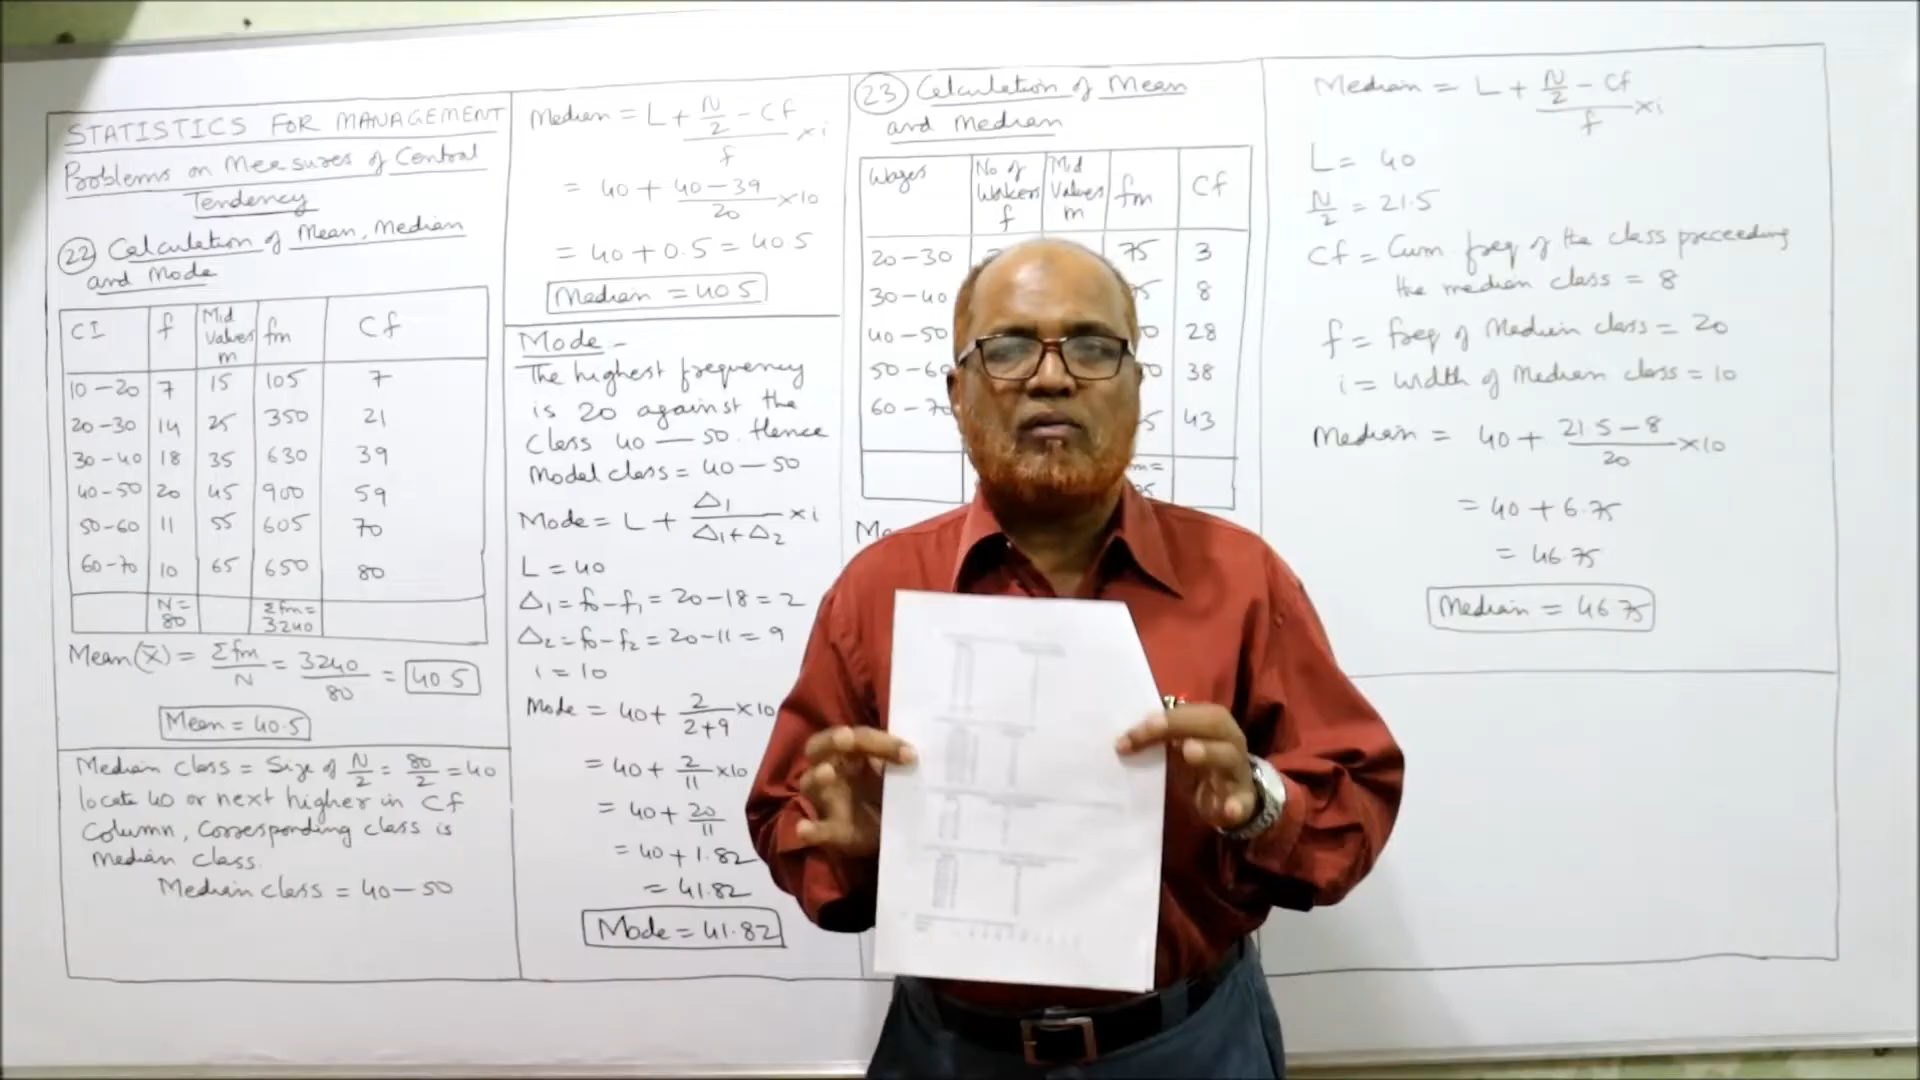 STATISTICS FOR MANAGEMENT
Problems on Measures of Central
Tendency
22 Calculation of Mean, Median
and Mode
CI f Mid Values m fm Cf
10-20 7 15 105 7
20-30 14 25 350 21
30-40 18 35 630 39
40-50 20 45 900 59
50-60 11 55 605 70
60-70 10 65 650 80
N = 80 Σfm = 3240
Mean (x̄) = Σfm/N = 3240/80 = 40.5
Mean = 40.5
Median class = Size of N/2 = 80/2 = 40
locate 40 or next higher in Cf
Column, Corresponding class is
median class.
Median class = 40-50
Median = L + (N/2 - Cf)/f × i
= 40 + (40-39)/20 × 10
= 40 + 0.5 = 40.5
Median = 40.5
Mode -
The highest frequency
is 20 against the
class 40-50. Hence
Model class = 40-50
Mode = L + Δ1/(Δ1+Δ2) × i
L = 40
Δ1 = f0-f1 = 20-18 = 2
Δ2 = f0-f2 = 20-11 = 9
i = 10
Mode = 40 + 2/(2+9) × 10
= 40 + 2/11 × 10
= 40 + 20/11
= 40 + 1.82
= 41.82
Mode = 41.82
23 Calculation of Mean
and Median
Wages No of Workers f Mid Values m fm Cf
20-30 75 3
30-40 8
40-50 28
50-60 38
60-70 43
Median = L + (N/2 - Cf)/f × i
L = 40
N/2 = 21.5
Cf = Cum freq of the class preceeding
the median class = 8
f = freq of Median class = 20
i = width of Median class = 10
Median = 40 + (21.5-8)/20 × 10
= 40 + 6.75
= 46.75
Median = 46.75